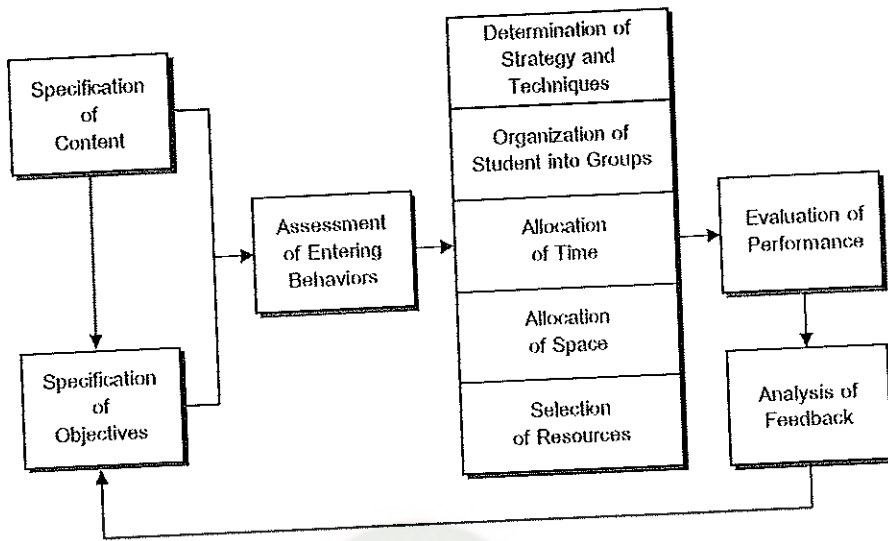 Specification
of
Content
Specification
of
Objectives
Assessment
of Entering
Behaviors
Determination of
Strategy and
Techniques
Organization of
Student into Groups
Allocation
of Time
Allocation
of Space
Selection
of Resources
Evaluation of
Performance
Analysis of
Feedback